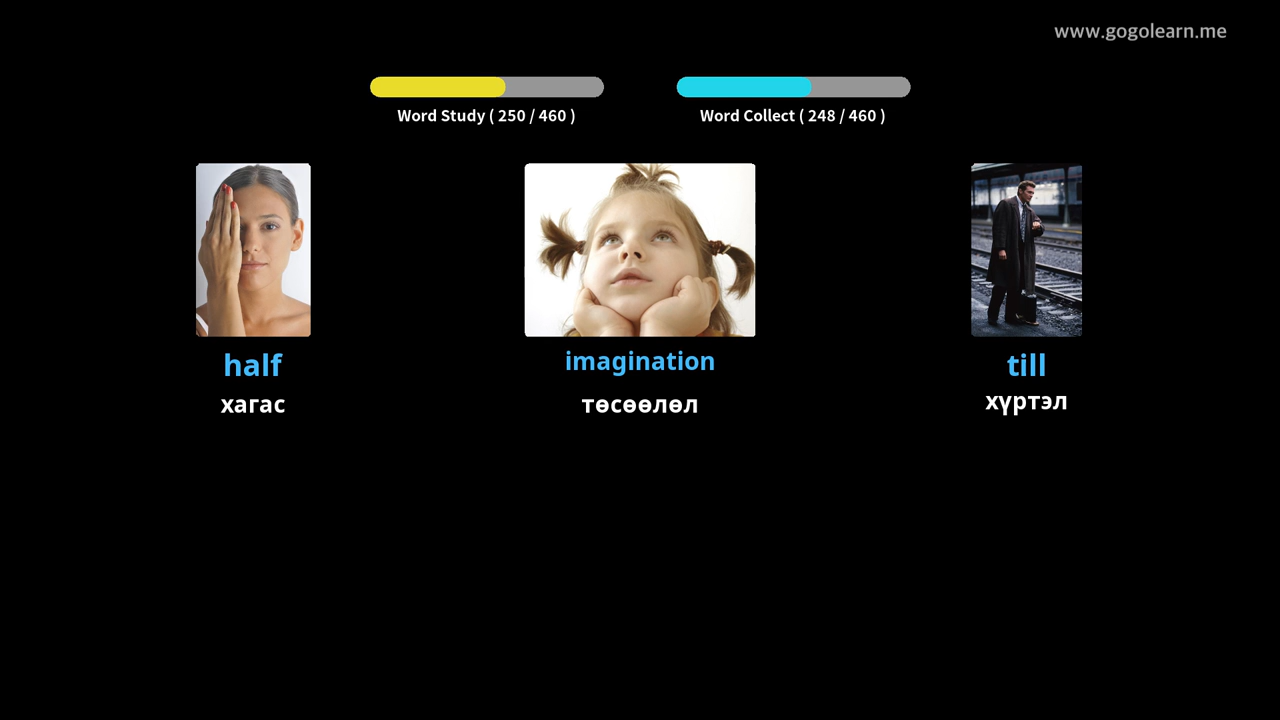 www.gogolearn.me
Word Study ( 250 / 460 )
Word Collect ( 248 / 460 )
half
imagination
till
хагас
төсөөлөл
хүртэл